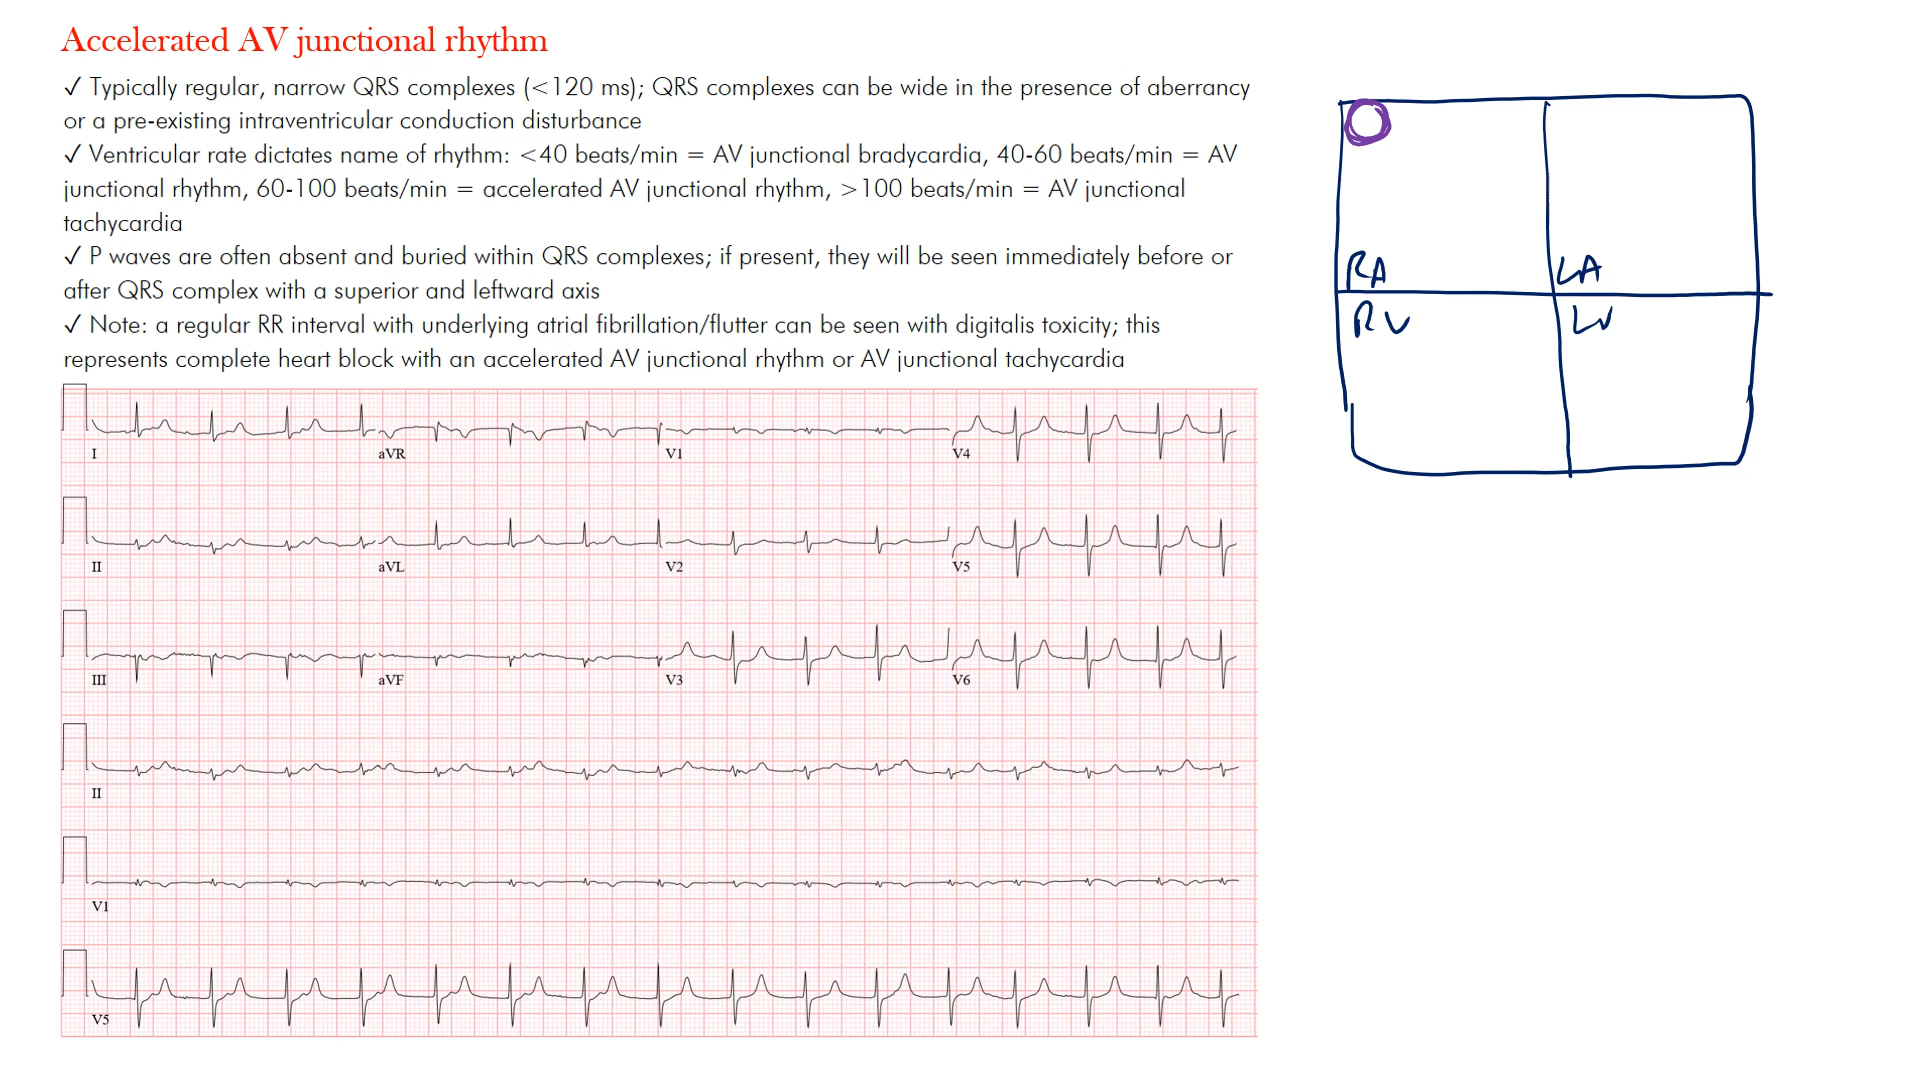 Accelerated AV junctional rhythm
✓ Typically regular, narrow QRS complexes (<120 ms); QRS complexes can be wide in the presence of aberrancy
or a pre-existing intraventricular conduction disturbance
✓ Ventricular rate dictates name of rhythm: <40 beats/min = AV junctional bradycardia, 40-60 beats/min = AV
junctional rhythm, 60-100 beats/min = accelerated AV junctional rhythm, >100 beats/min = AV junctional
tachycardia
✓ P waves are often absent and buried within QRS complexes; if present, they will be seen immediately before or
after QRS complex with a superior and leftward axis
✓ Note: a regular RR interval with underlying atrial fibrillation/flutter can be seen with digitalis toxicity; this
represents complete heart block with an accelerated AV junctional rhythm or AV junctional tachycardia
RA LA
RV LV
I aVR V1 V4
II aVL V2 V5
III aVF V3 V6
II
V1
V5